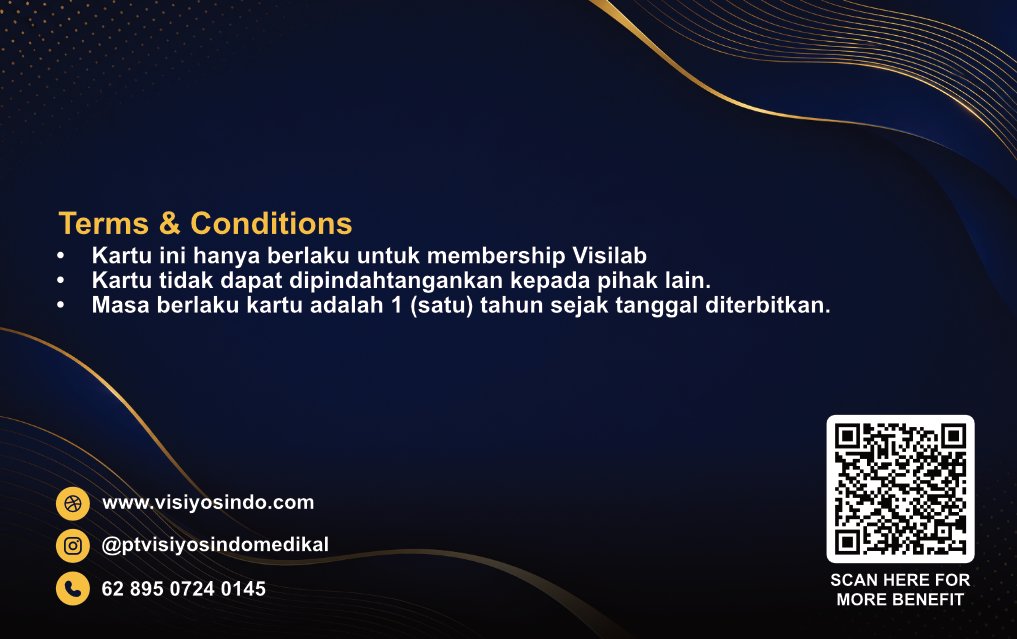 Terms & Conditions
• Kartu ini hanya berlaku untuk membership Visilab
• Kartu tidak dapat dipindahtangankan kepada pihak lain.
• Masa berlaku kartu adalah 1 (satu) tahun sejak tanggal diterbitkan.
www.visiyosindo.com
@ptvisiyosindomedikal
62 895 0724 0145
SCAN HERE FOR
MORE BENEFIT